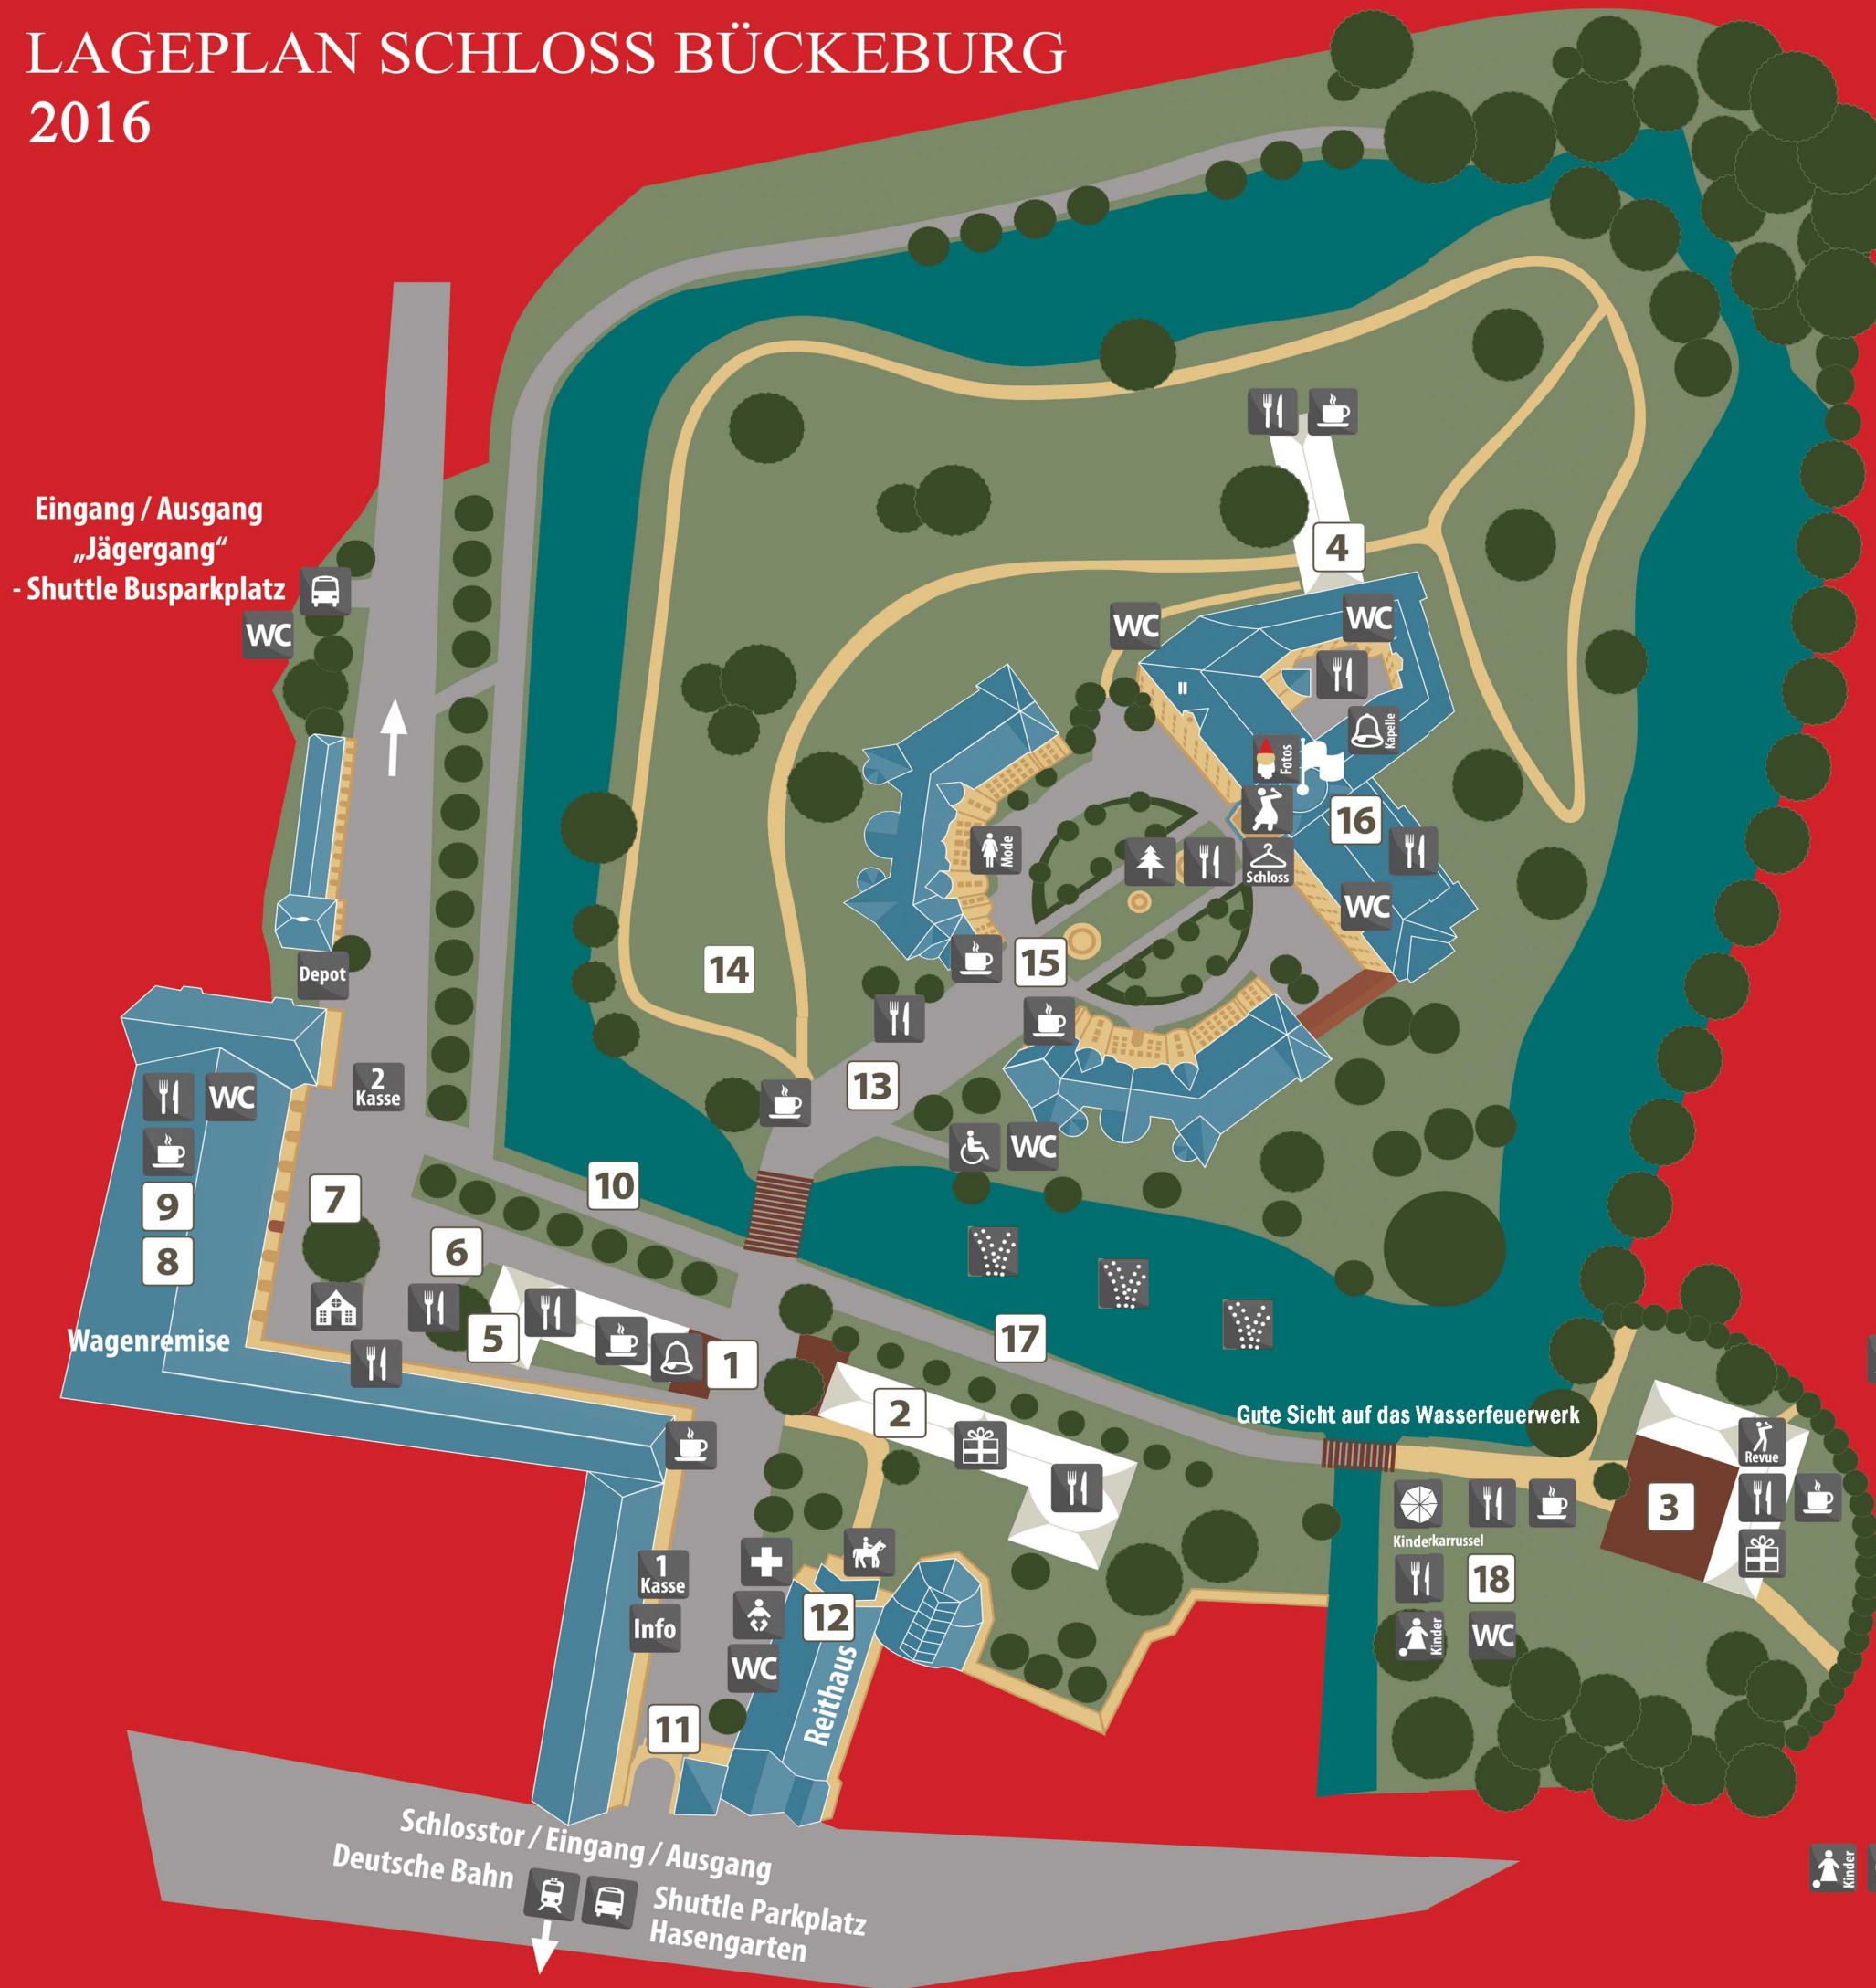 LAGEPLAN SCHLOSS BÜCKEBURG
2016
Eingang / Ausgang
„Jägergang“
- Shuttle Busparkplatz
WC
4
WC
WC
Kapelle
Fotos
16
Mode
Schloss
WC
14
15
Depot
2
Kasse
13
WC
WC
9
8
7
10
6
5
1
17
Wagenremise
2
Gute Sicht auf das Wasserfeuerwerk
Revue
3
Kinderkarrussel
18
Kinder
WC
1
Kasse
Info
12
WC
Reithaus
11
Schlosstor / Eingang / Ausgang
Deutsche Bahn
Shuttle Parkplatz
Hasengarten
Kinder